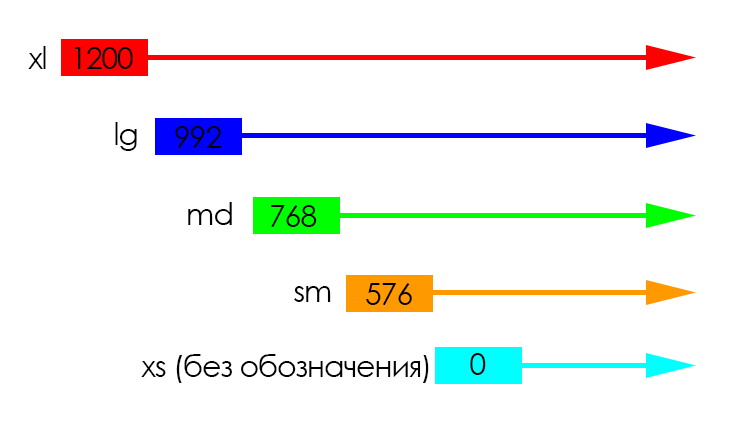 xl 1200
lg 992
md 768
sm 576
xs (без обозначения) 0